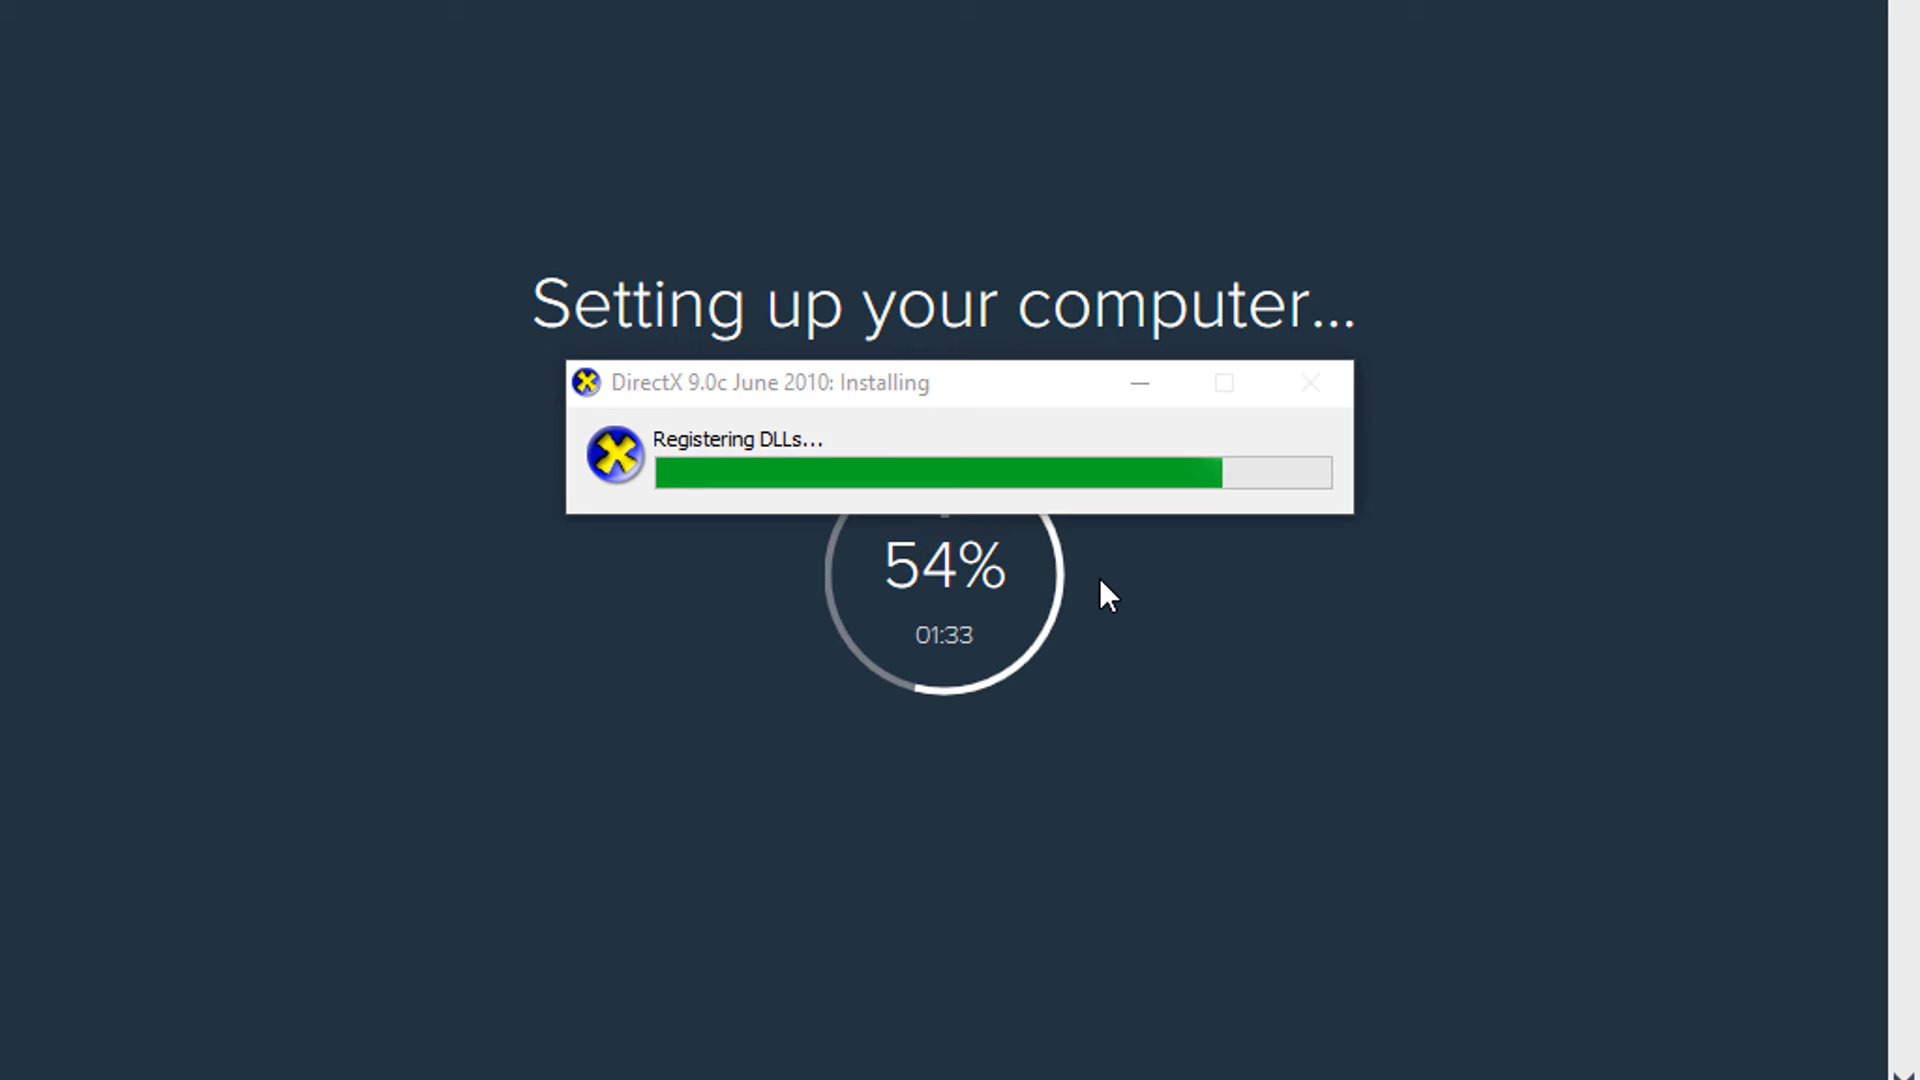 Setting up your computer...
DirectX 9.0c June 2010: Installing
Registering DLLs...
54%
01:33